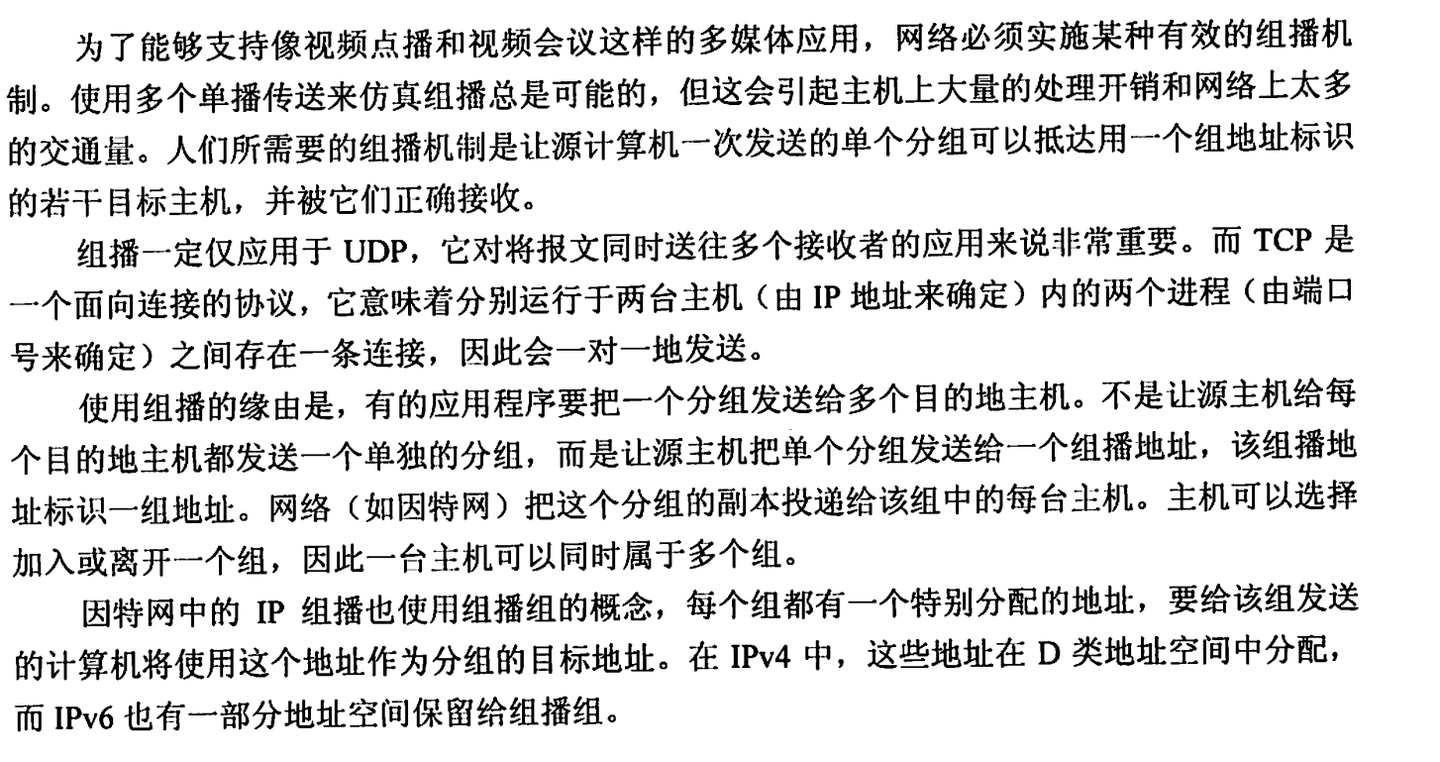 为了能够支持像视频点播和视频会议这样的多媒体应用，网络必须实施某种有效的组播机
制。使用多个单播传送来仿真组播总是可能的，但这会引起主机上大量的处理开销和网络上太多
的交通量。人们所需要的组播机制是让源计算机一次发送的单个分组可以抵达用一个组地址标识
的若干目标主机，并被它们正确接收。
组播一定仅应用于 UDP，它对将报文同时送往多个接收者的应用来说非常重要。而 TCP 是
一个面向连接的协议，它意味着分别运行于两台主机（由 IP 地址来确定）内的两个进程（由端口
号来确定）之间存在一条连接，因此会一对一地发送。
使用组播的缘由是，有的应用程序要把一个分组发送给多个目的地主机。不是让源主机给每
个目的地主机都发送一个单独的分组，而是让源主机把单个分组发送给一个组播地址，该组播地
址标识一组地址。网络（如因特网）把这个分组的副本投递给该组中的每台主机。主机可以选择
加入或离开一个组，因此一台主机可以同时属于多个组。
因特网中的 IP 组播也使用组播组的概念，每个组都有一个特别分配的地址，要给该组发送
的计算机将使用这个地址作为分组的目标地址。在 IPv4 中，这些地址在 D 类地址空间中分配，
而 IPv6 也有一部分地址空间保留给组播组。